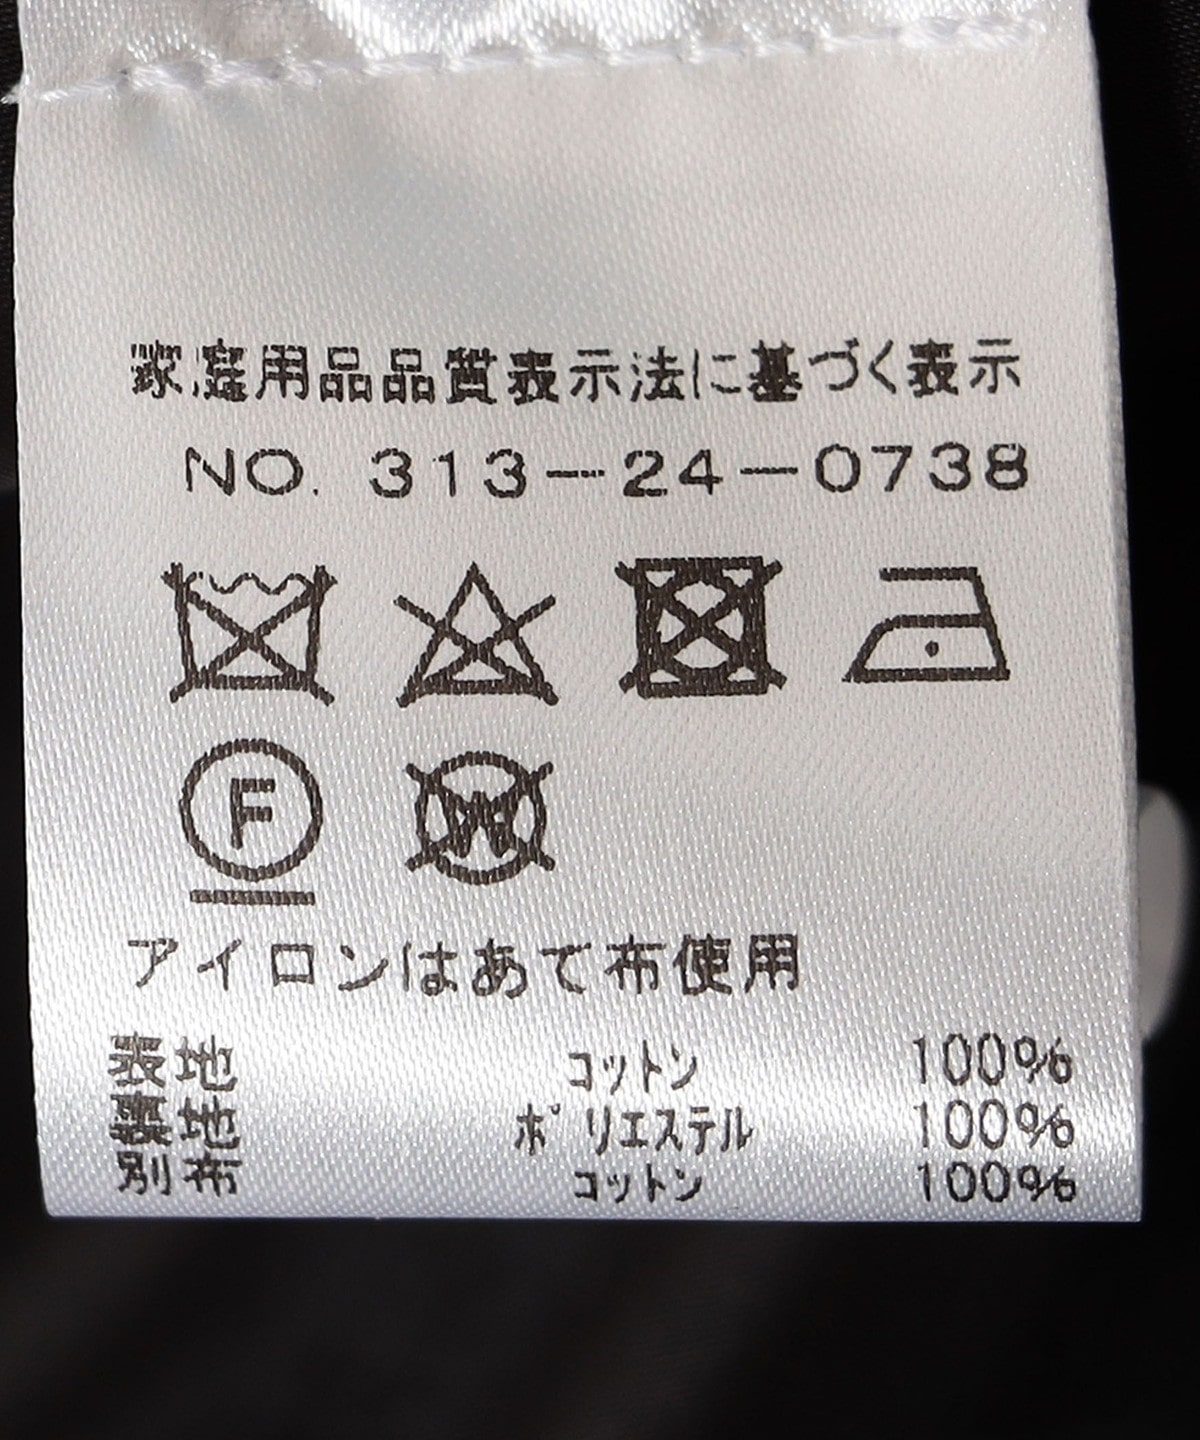 家庭用品品質表示法に基づく表示
NO. 313-24-0738
F
W
アイロンはあて布使用
表地 コットン 100%
裏地 ポリエステル 100%
別布 コットン 100%